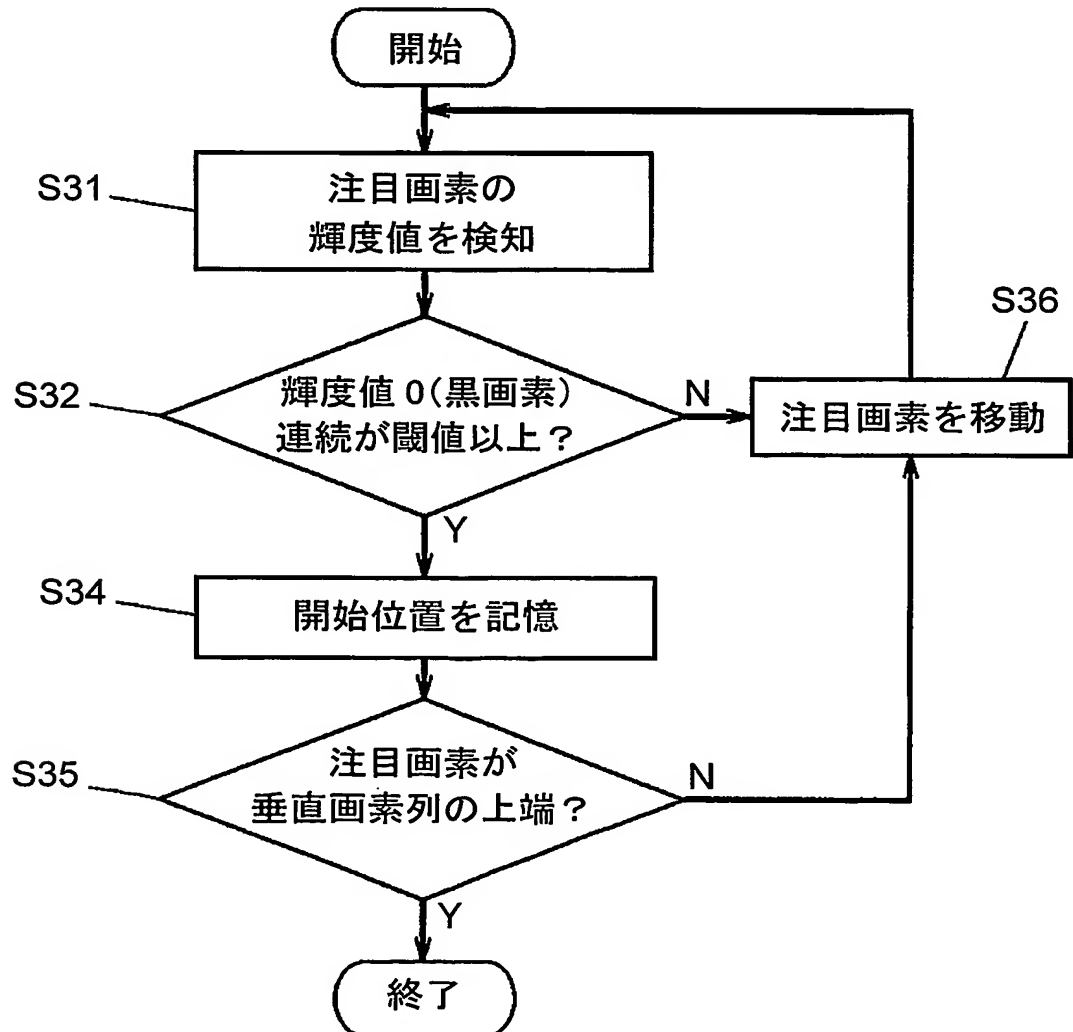 開始
S31
注目画素の
輝度値を検知
S36
S32
輝度値 0(黒画素)
連続が閾値以上?
N
注目画素を移動
Y
S34
開始位置を記憶
S35
注目画素が
垂直画素列の上端?
N
Y
終了